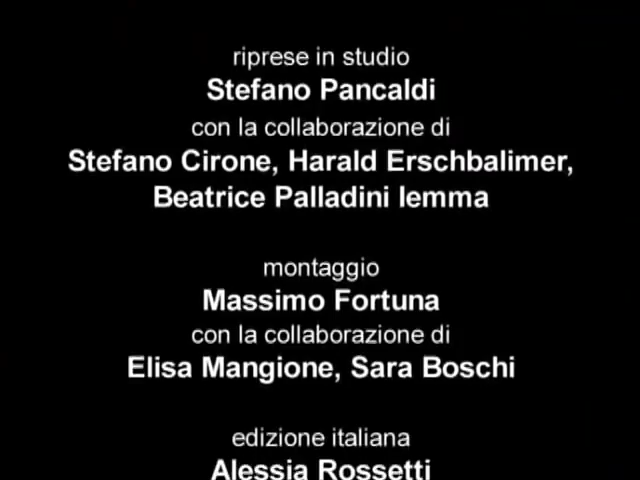 riprese in studio
Stefano Pancaldi
con la collaborazione di
Stefano Cirone, Harald Erschbalimer,
Beatrice Palladini Iemma
montaggio
Massimo Fortuna
con la collaborazione di
Elisa Mangione, Sara Boschi
edizione italiana
Alessia Rossetti